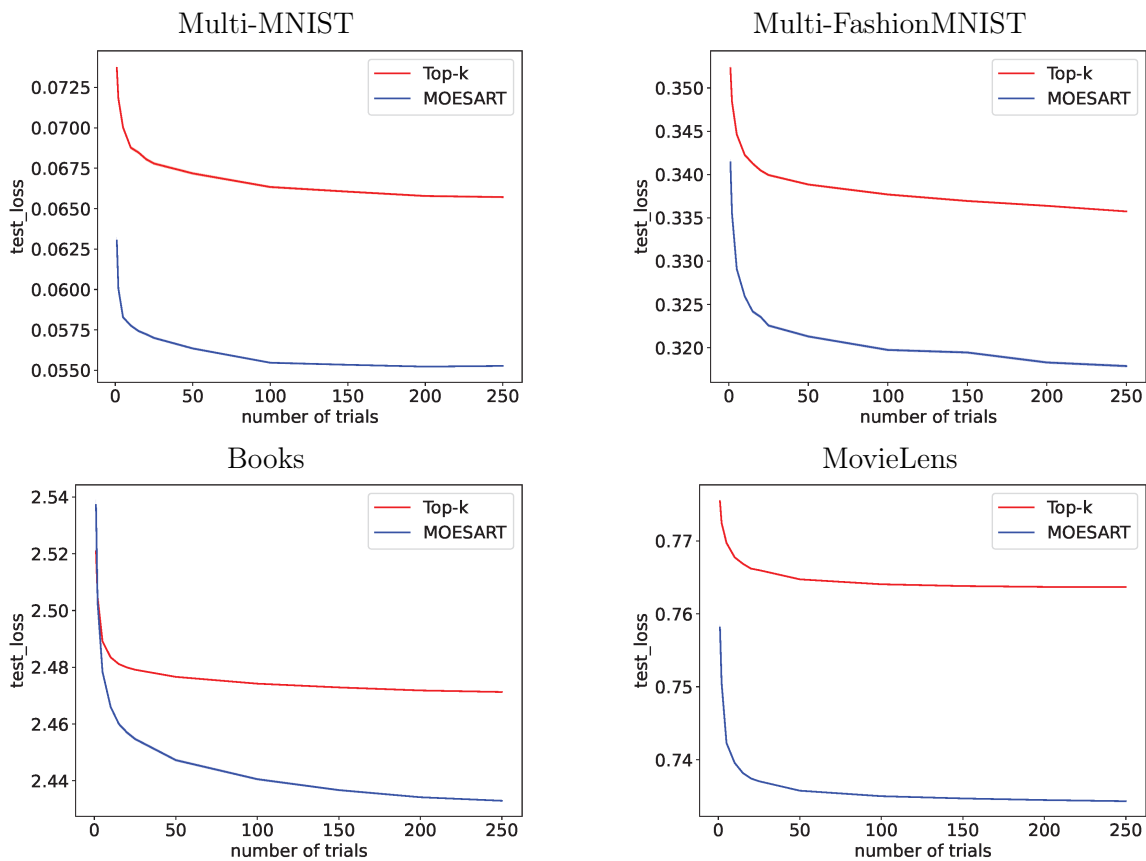 Multi-MNIST
Top-k
MOESART
0.0725
0.0700
0.0675
0.0650
0.0625
0.0600
0.0575
0.0550
test_loss
0 50 100 150 200 250
number of trials
Multi-FashionMNIST
Top-k
MOESART
0.350
0.345
0.340
0.335
0.330
0.325
0.320
test_loss
0 50 100 150 200 250
number of trials
Books
Top-k
MOESART
2.54
2.52
2.50
2.48
2.46
2.44
test_loss
0 50 100 150 200 250
number of trials
MovieLens
Top-k
MOESART
0.77
0.76
0.75
0.74
test_loss
0 50 100 150 200 250
number of trials